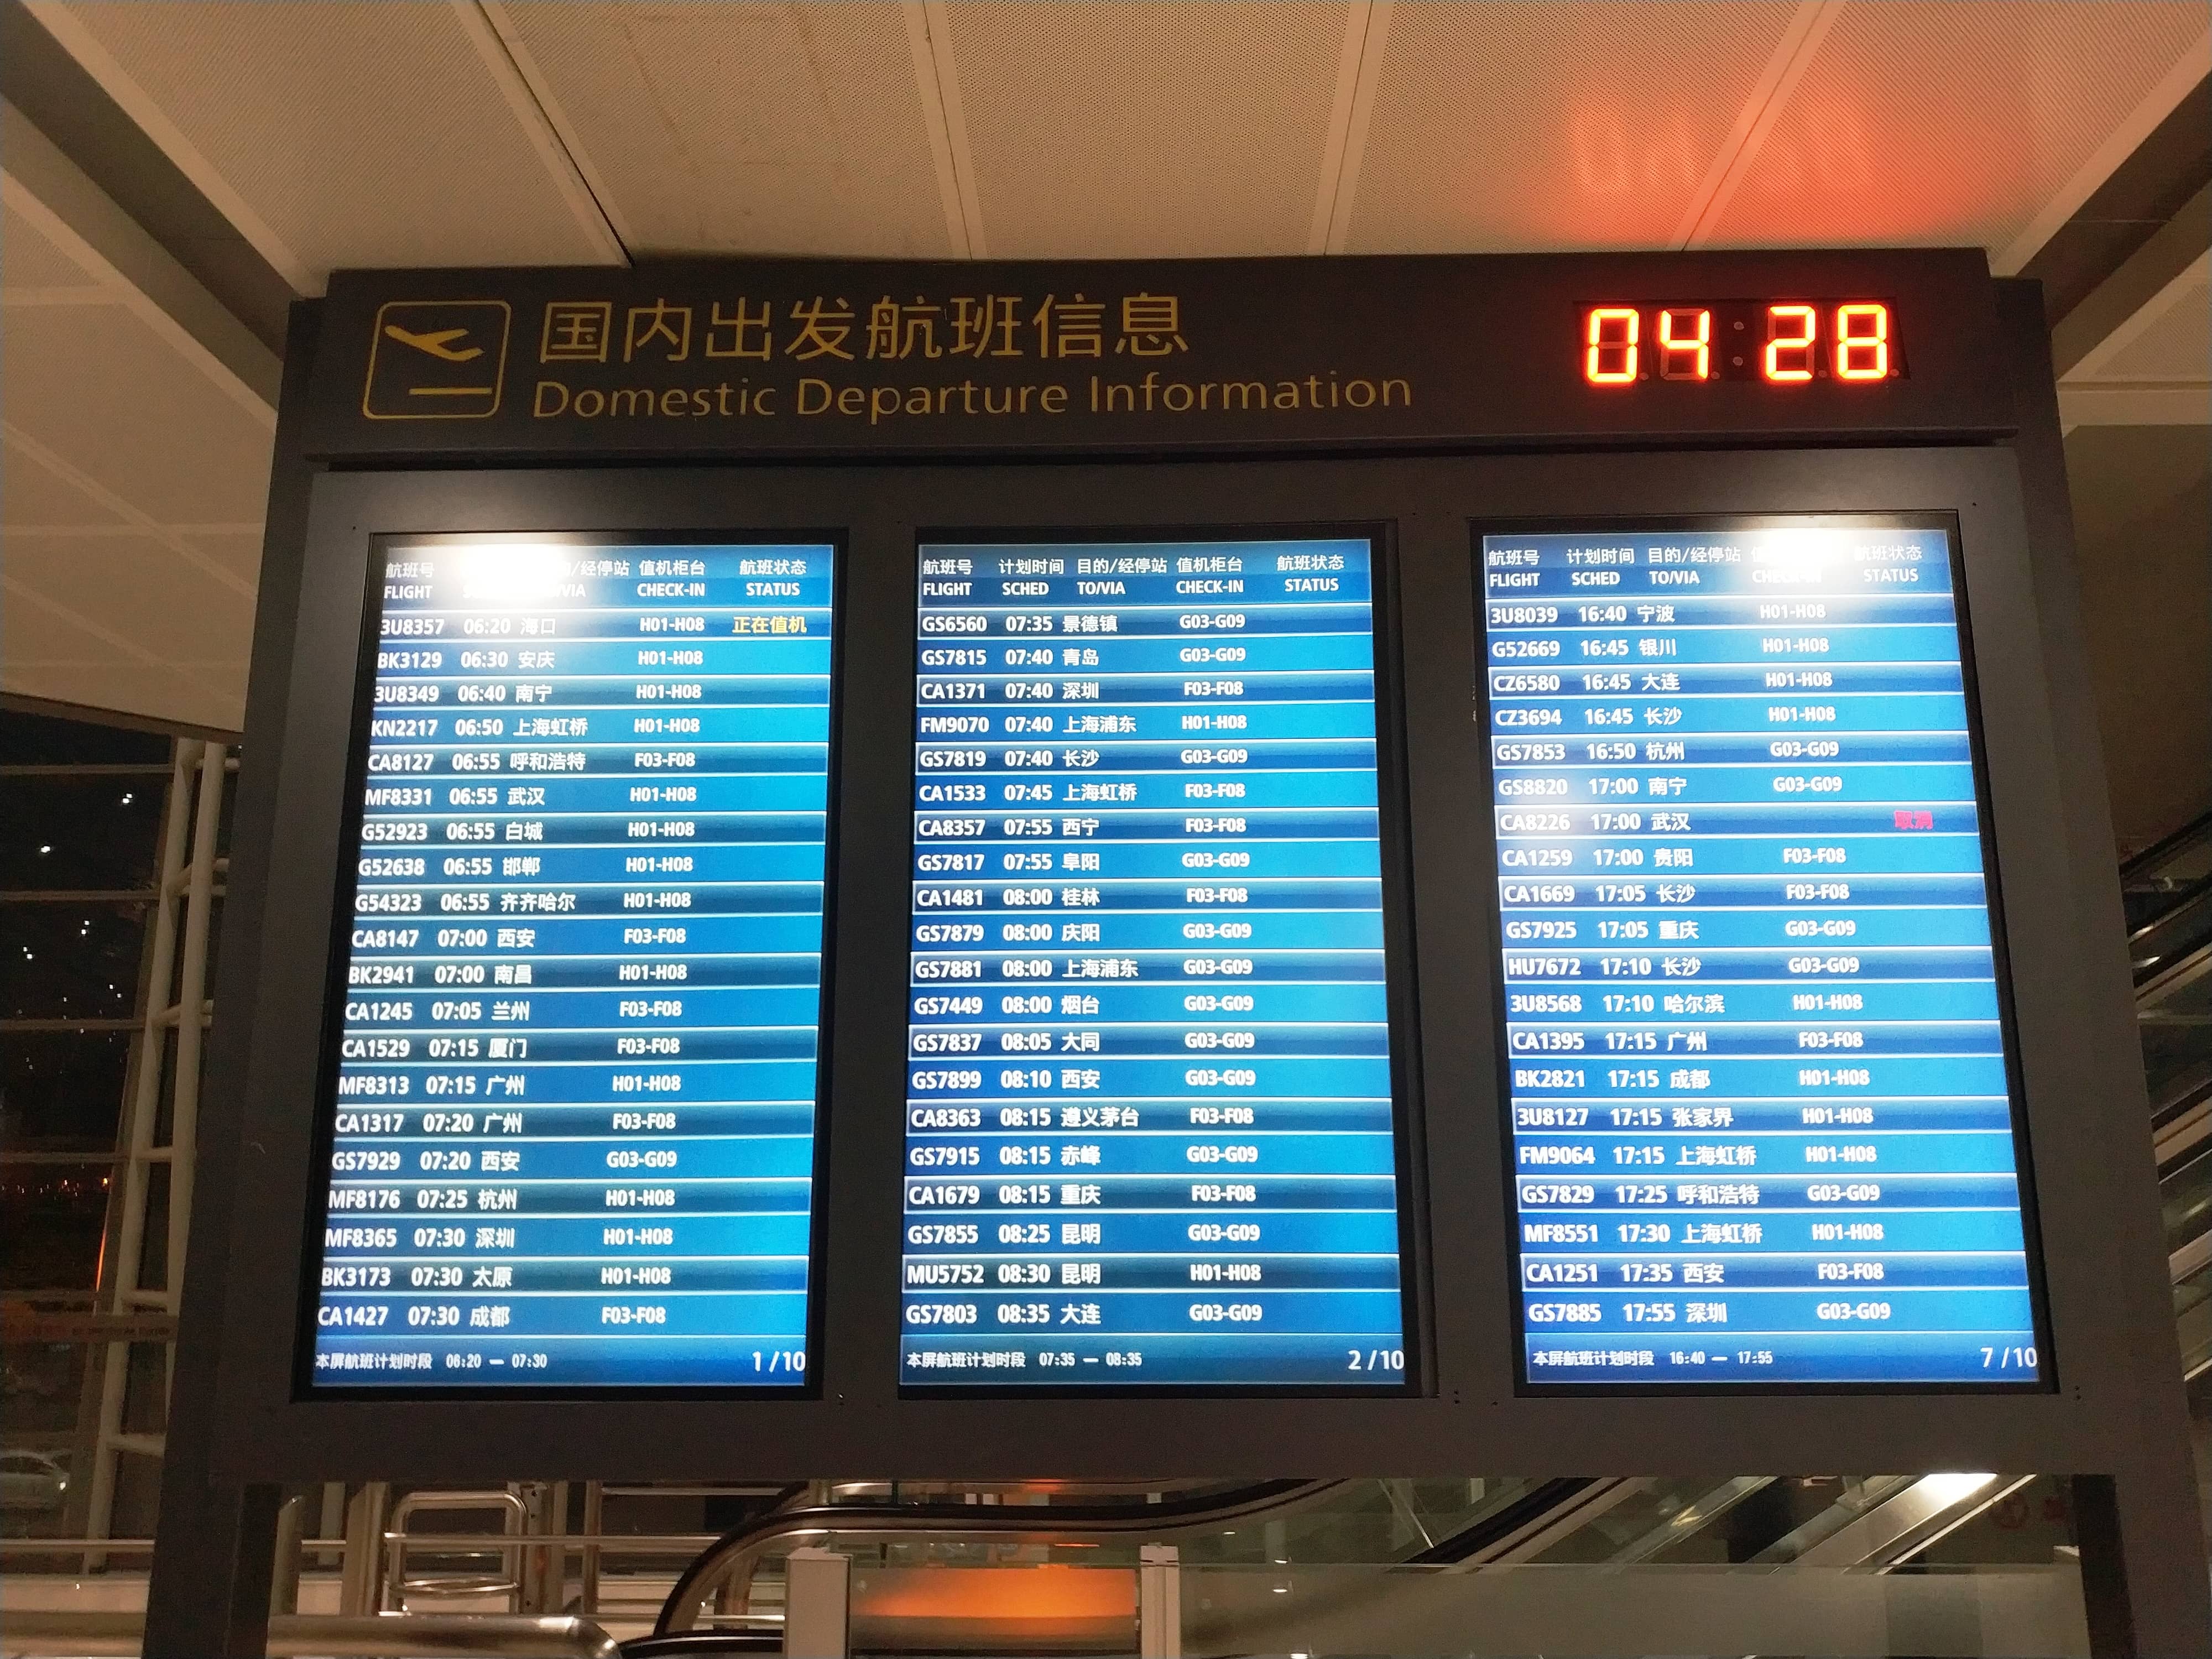 国内出发航班信息
Domestic Departure Information
04:28
航班号 /经停站 值机柜台 航班状态
FLIGHT VIA CHECK-IN STATUS
3U8357 06:20 海口 H01-H08 正在值机
BK3129 06:30 安庆 H01-H08
3U8349 06:40 南宁 H01-H08
KN2217 06:50 上海虹桥 H01-H08
CA8127 06:55 呼和浩特 F03-F08
MF8331 06:55 武汉 H01-H08
G52923 06:55 白城 H01-H08
G52638 06:55 邯郸 H01-H08
G54323 06:55 齐齐哈尔 H01-H08
CA8147 07:00 西安 F03-F08
BK2941 07:00 南昌 H01-H08
CA1245 07:05 兰州 F03-F08
CA1529 07:15 厦门 F03-F08
MF8313 07:15 广州 H01-H08
CA1317 07:20 广州 F03-F08
GS7929 07:20 西安 G03-G09
MF8176 07:25 杭州 H01-H08
MF8365 07:30 深圳 H01-H08
BK3173 07:30 太原 H01-H08
CA1427 07:30 成都 F03-F08
本屏航班计划时段 06:20 — 07:30 1/10
航班号 计划时间 目的/经停站 值机柜台 航班状态
FLIGHT SCHED TO/VIA CHECK-IN STATUS
GS6560 07:35 景德镇 G03-G09
GS7815 07:40 青岛 G03-G09
CA1371 07:40 深圳 F03-F08
FM9070 07:40 上海浦东 H01-H08
GS7819 07:40 长沙 G03-G09
CA1533 07:45 上海虹桥 F03-F08
CA8357 07:55 西宁 F03-F08
GS7817 07:55 阜阳 G03-G09
CA1481 08:00 桂林 F03-F08
GS7879 08:00 庆阳 G03-G09
GS7881 08:00 上海浦东 G03-G09
GS7449 08:00 烟台 G03-G09
GS7837 08:05 大同 G03-G09
GS7899 08:10 西安 G03-G09
CA8363 08:15 遵义茅台 F03-F08
GS7915 08:15 赤峰 G03-G09
CA1679 08:15 重庆 F03-F08
GS7855 08:25 昆明 G03-G09
MU5752 08:30 昆明 H01-H08
GS7803 08:35 大连 G03-G09
本屏航班计划时段 07:35 — 08:35 2/10
航班号 计划时间 目的/经停站 航班状态
FLIGHT SCHED TO/VIA STATUS
3U8039 16:40 宁波 H01-H08
G52669 16:45 银川 H01-H08
CZ6580 16:45 大连 H01-H08
CZ3694 16:45 长沙 H01-H08
GS7853 16:50 杭州 G03-G09
GS8820 17:00 南宁 G03-G09
CA8226 17:00 武汉 取消
CA1259 17:00 贵阳 F03-F08
CA1669 17:05 长沙 F03-F08
GS7925 17:05 重庆 G03-G09
HU7672 17:10 长沙 G03-G09
3U8568 17:10 哈尔滨 H01-H08
CA1395 17:15 广州 F03-F08
BK2821 17:15 成都 H01-H08
3U8127 17:15 张家界 H01-H08
FM9064 17:15 上海虹桥 H01-H08
GS7829 17:25 呼和浩特 G03-G09
MF8551 17:30 上海虹桥 H01-H08
CA1251 17:35 西安 F03-F08
GS7885 17:55 深圳 G03-G09
本屏航班计划时段 16:40 — 17:55 7/10